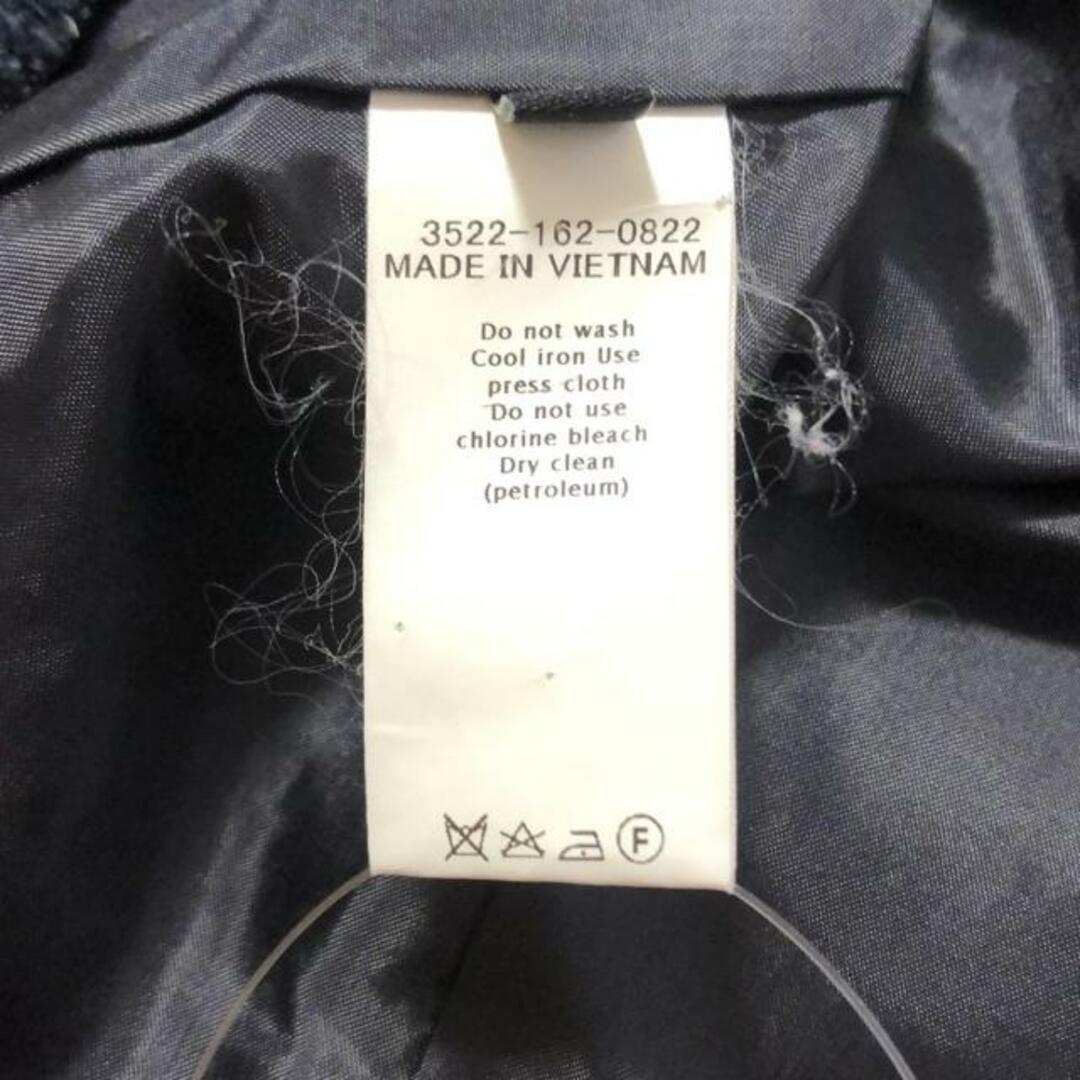 3522-162-0822
MADE IN VIETNAM
Do not wash
Cool iron Use
press cloth
Do not use
chlorine bleach
Dry clean
(petroleum)
F